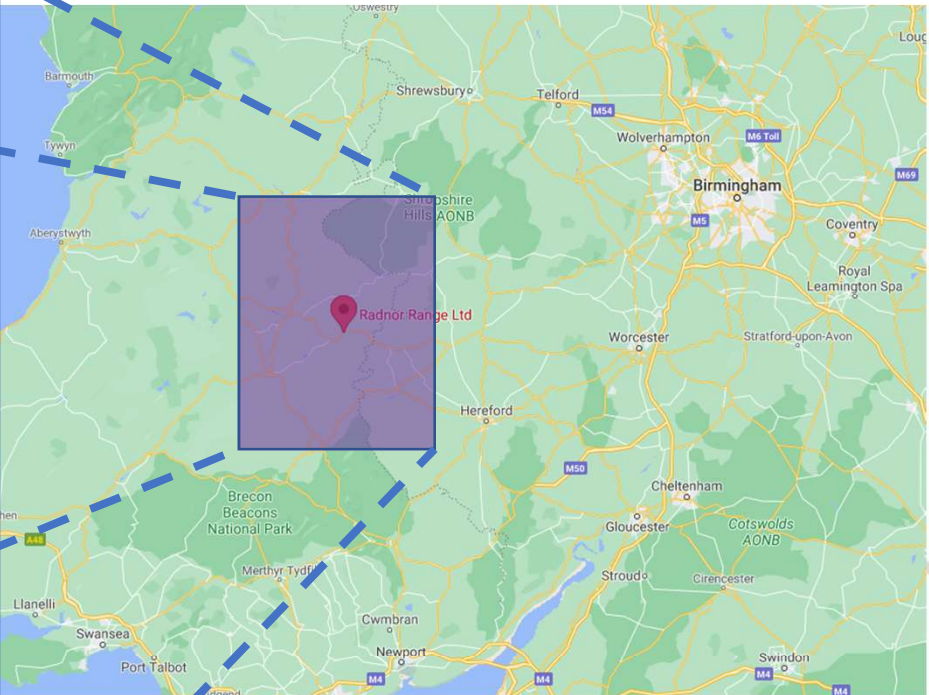 Oswestry
Barmouth
Shrewsbury
Telford
M54
Wolverhampton
M6 Toll
Tywyn
Birmingham
M69
Shropshire
Hills AONB
M5
Coventry
Aberystwyth
Royal
Leamington Spa
Radnor Range Ltd
Worcester
Stratford-upon-Avon
Hereford
M50
Cheltenham
Brecon
Beacons
National Park
Gloucester
Cotswolds
AONB
A48
Merthyr Tydfil
Stroud
Cirencester
Llanelli
Cwmbran
Swansea
Newport
Port Talbot
Swindon
M4
M4
M4
M4